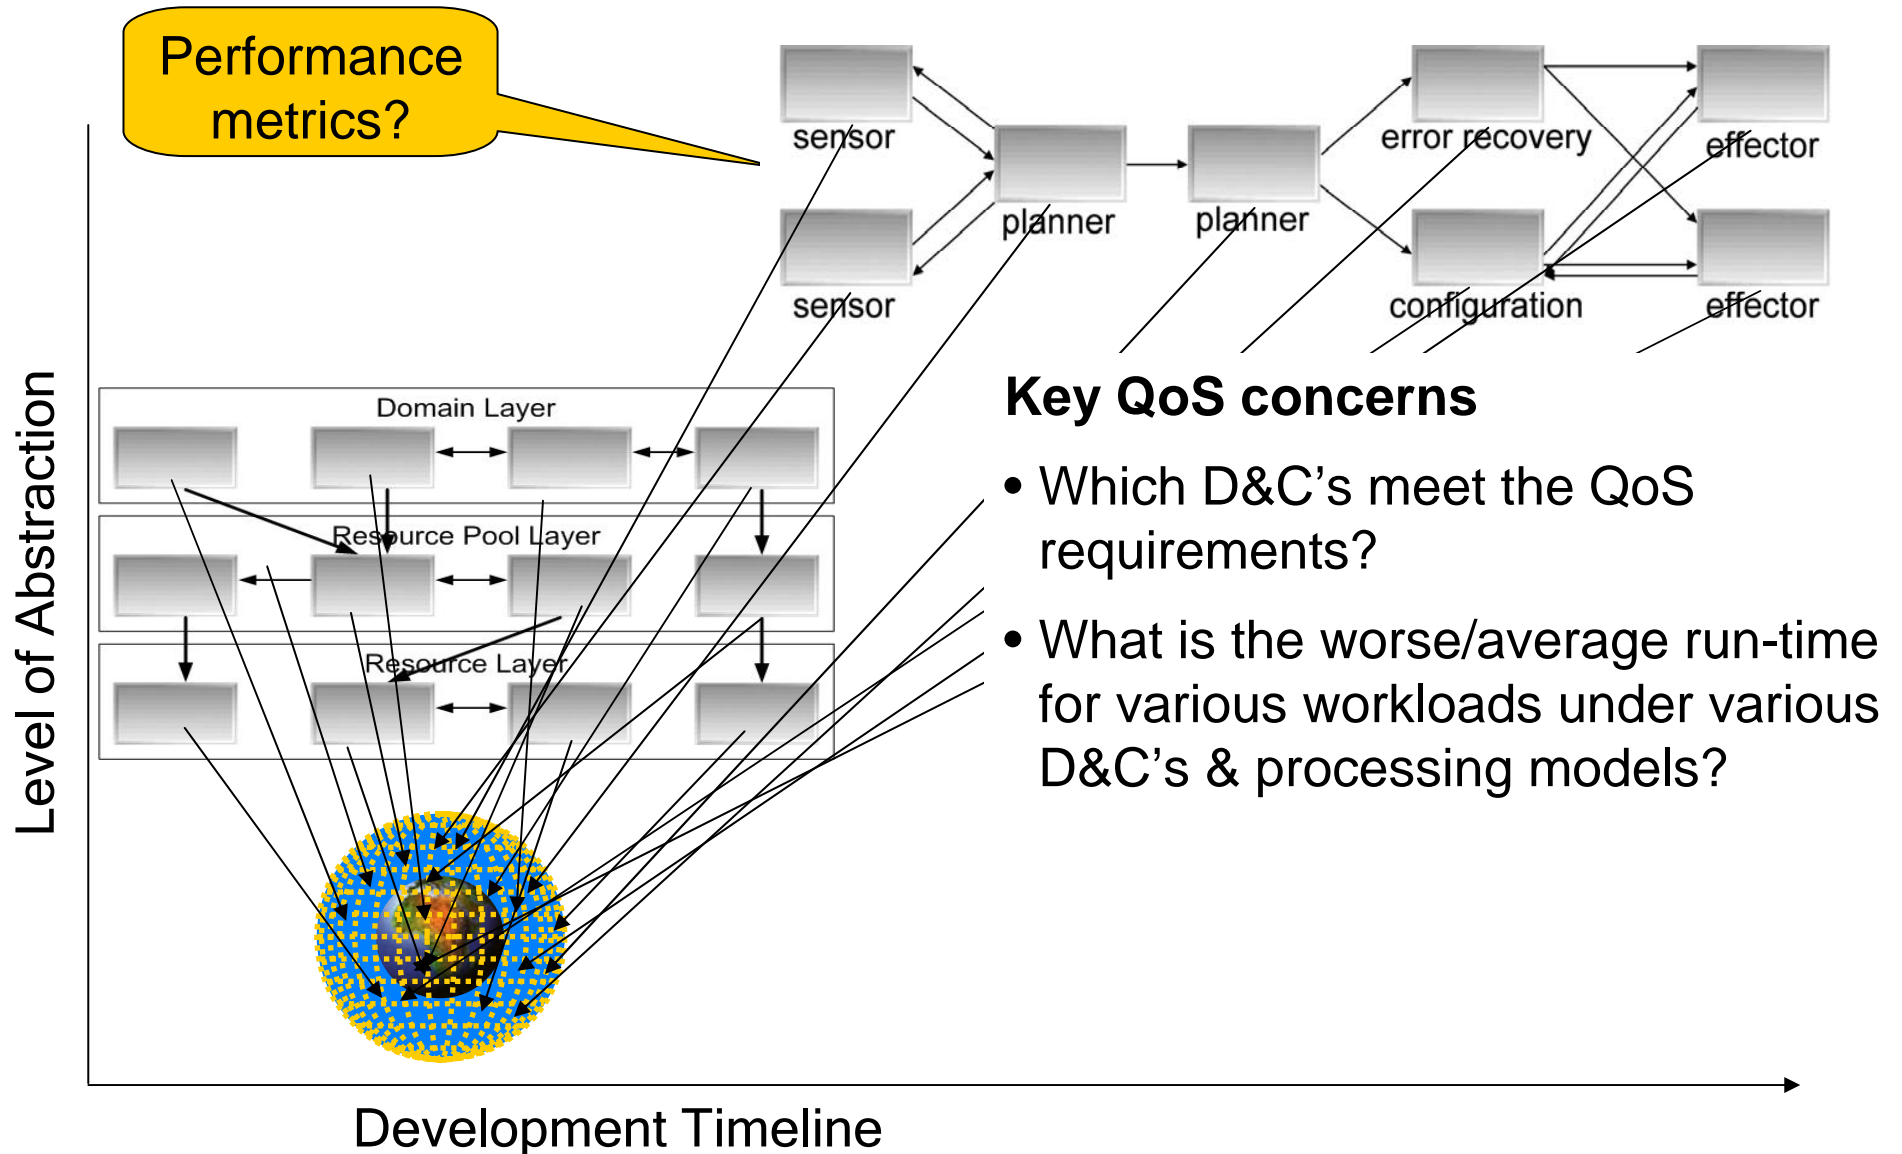 Performance
metrics?
sensor
sensor
planner
planner
error recovery
configuration
effector
effector
Level of Abstraction
Domain Layer
Resource Pool Layer
Resource Layer
Key QoS concerns
• Which D&C's meet the QoS
requirements?
• What is the worse/average run-time
for various workloads under various
D&C's & processing models?
Development Timeline